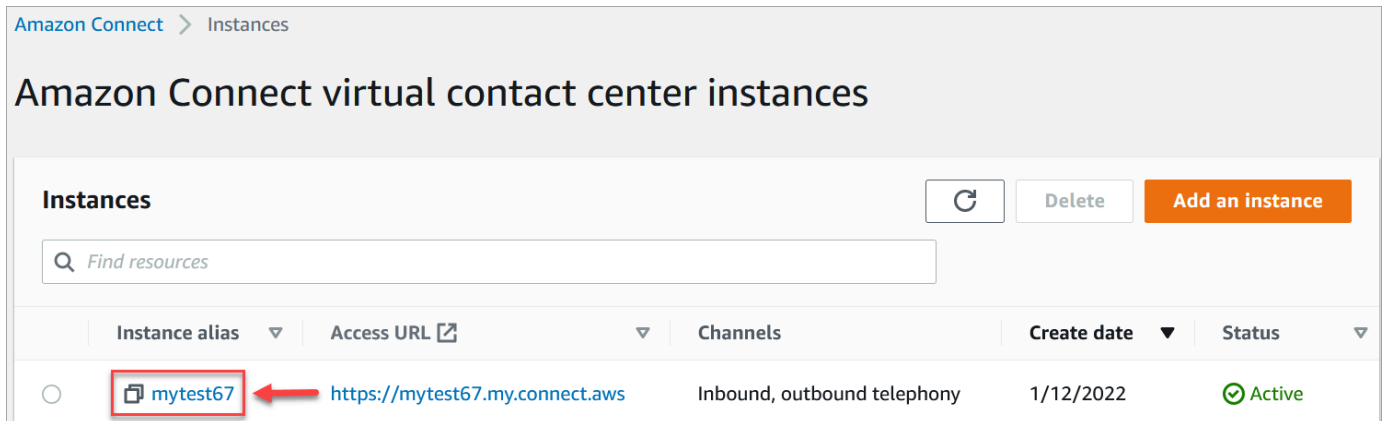 Amazon Connect > Instances
Amazon Connect virtual contact center instances
Instances
Delete
Add an instance
Find resources
Instance alias
Access URL
Channels
Create date
Status
mytest67
https://mytest67.my.connect.aws
Inbound, outbound telephony
1/12/2022
Active